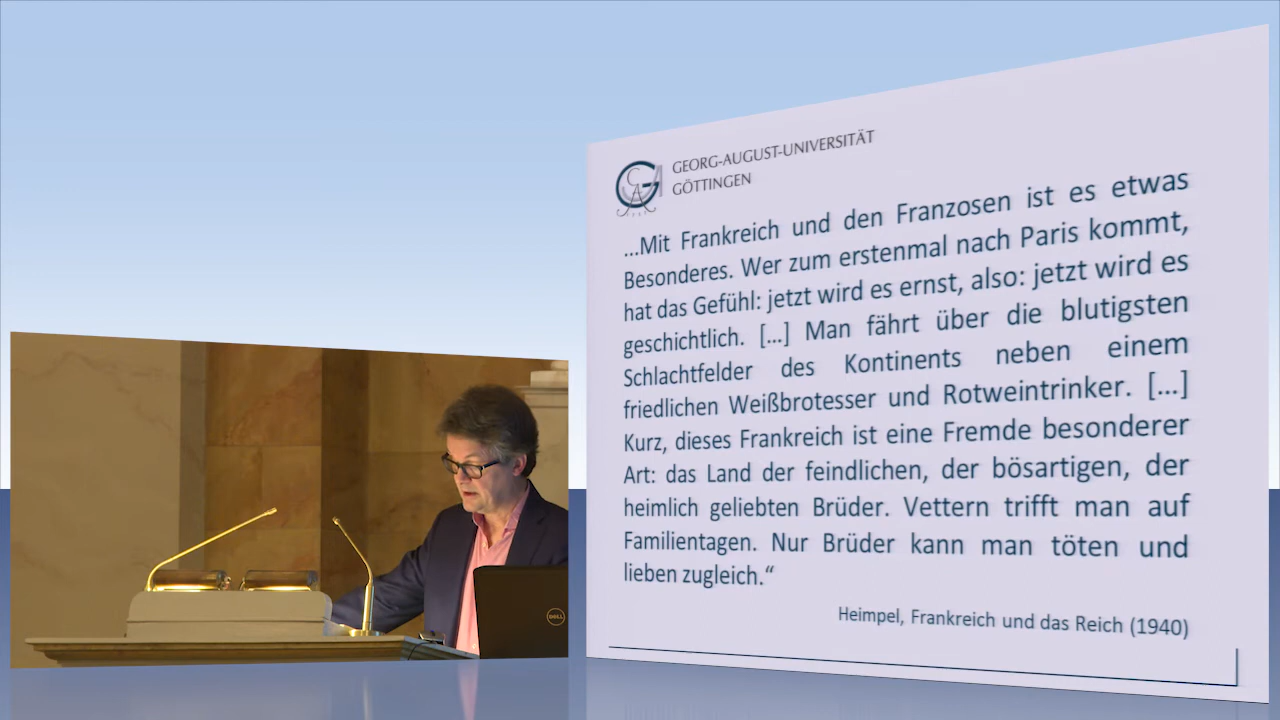 GEORG-AUGUST-UNIVERSITÄT
GÖTTINGEN
...Mit Frankreich und den Franzosen ist es etwas
Besonderes. Wer zum erstenmal nach Paris kommt,
hat das Gefühl: jetzt wird es ernst, also: jetzt wird es
geschichtlich. [...] Man fährt über die blutigsten
Schlachtfelder des Kontinents neben einem
friedlichen Weißbrotesser und Rotweintrinker. [...]
Kurz, dieses Frankreich ist eine Fremde besonderer
Art: das Land der feindlichen, der bösartigen, der
heimlich geliebten Brüder. Vettern trifft man auf
Familientagen. Nur Brüder kann man töten und
lieben zugleich.“
Heimpel, Frankreich und das Reich (1940)
DELL